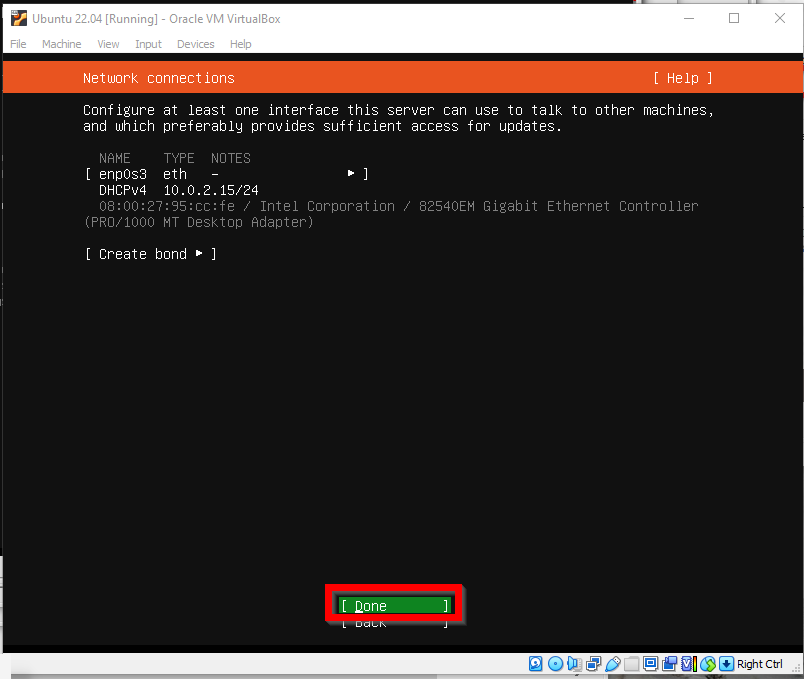 Ubuntu 22.04 [Running] - Oracle VM VirtualBox
File Machine View Input Devices Help
Network connections [ Help ]
Configure at least one interface this server can use to talk to other machines,
and which preferably provides sufficient access for updates.
NAME TYPE NOTES
[ enp0s3 eth - ▸ ]
DHCPv4 10.0.2.15/24
08:00:27:95:cc:fe / Intel Corporation / 82540EM Gigabit Ethernet Controller
(PRO/1000 MT Desktop Adapter)
[ Create bond ▸ ]
[ Done ]
[ Back ]
Right Ctrl